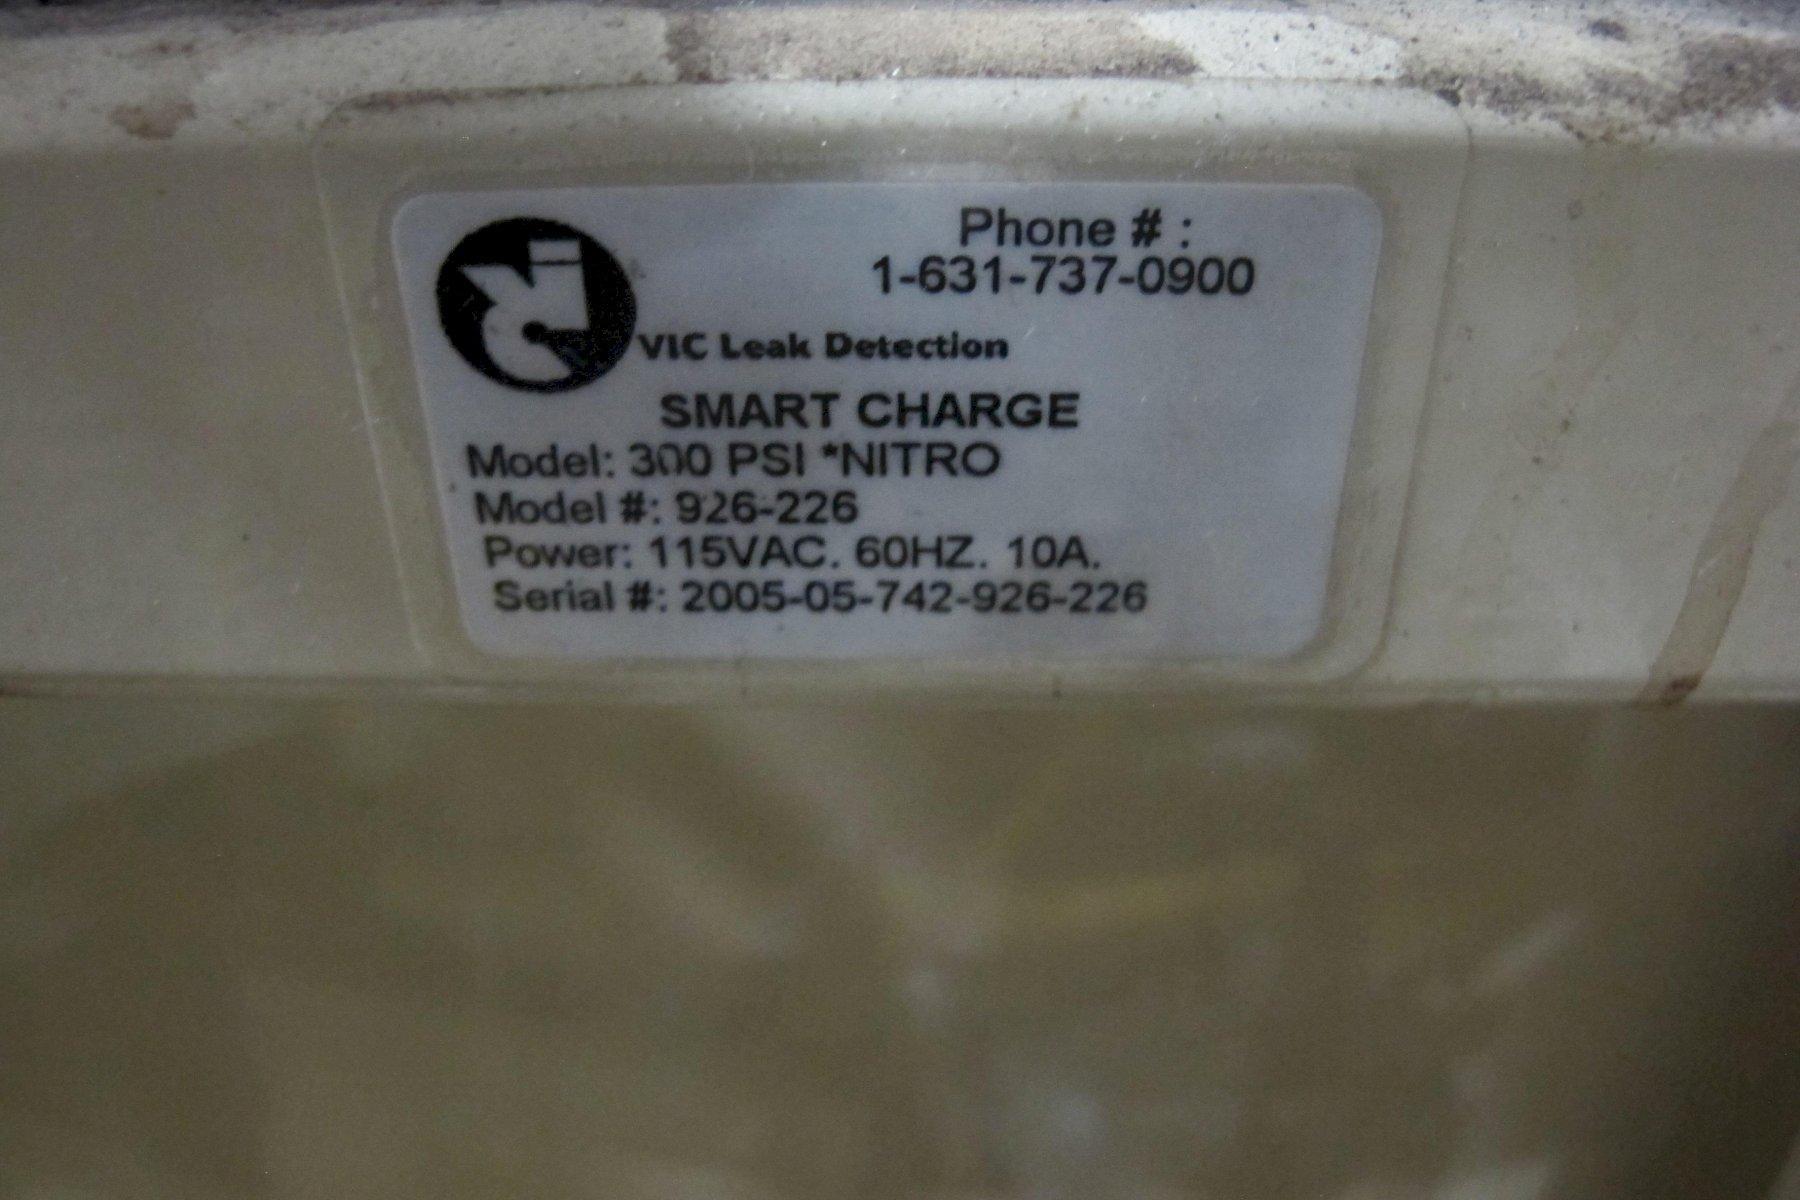 Phone # :
1-631-737-0900
VIC Leak Detection
SMART CHARGE
Model: 300 PSI *NITRO
Model #: 926-226
Power: 115VAC. 60HZ. 10A.
Serial #: 2005-05-742-926-226